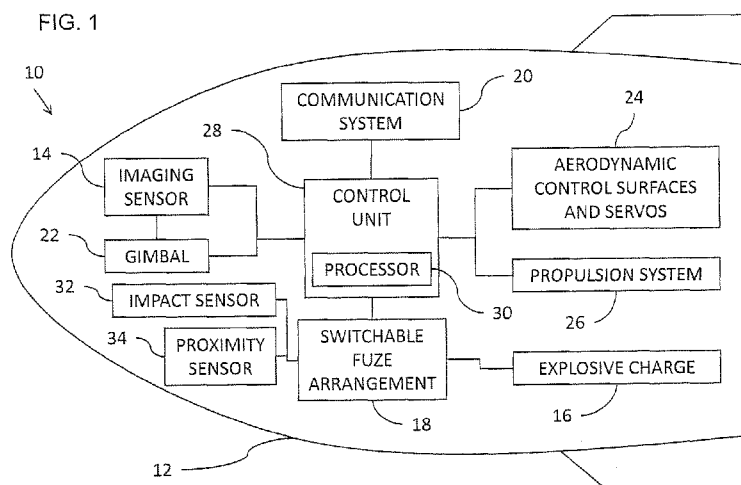 FIG. 1
10
COMMUNICATION
SYSTEM
20
28
24
14
IMAGING
SENSOR
CONTROL
UNIT
AERODYNAMIC
CONTROL SURFACES
AND SERVOS
22
GIMBAL
PROCESSOR
PROPULSION SYSTEM
32
IMPACT SENSOR
30
26
34
PROXIMITY
SENSOR
SWITCHABLE
FUZE
ARRANGEMENT
EXPLOSIVE CHARGE
18
16
12